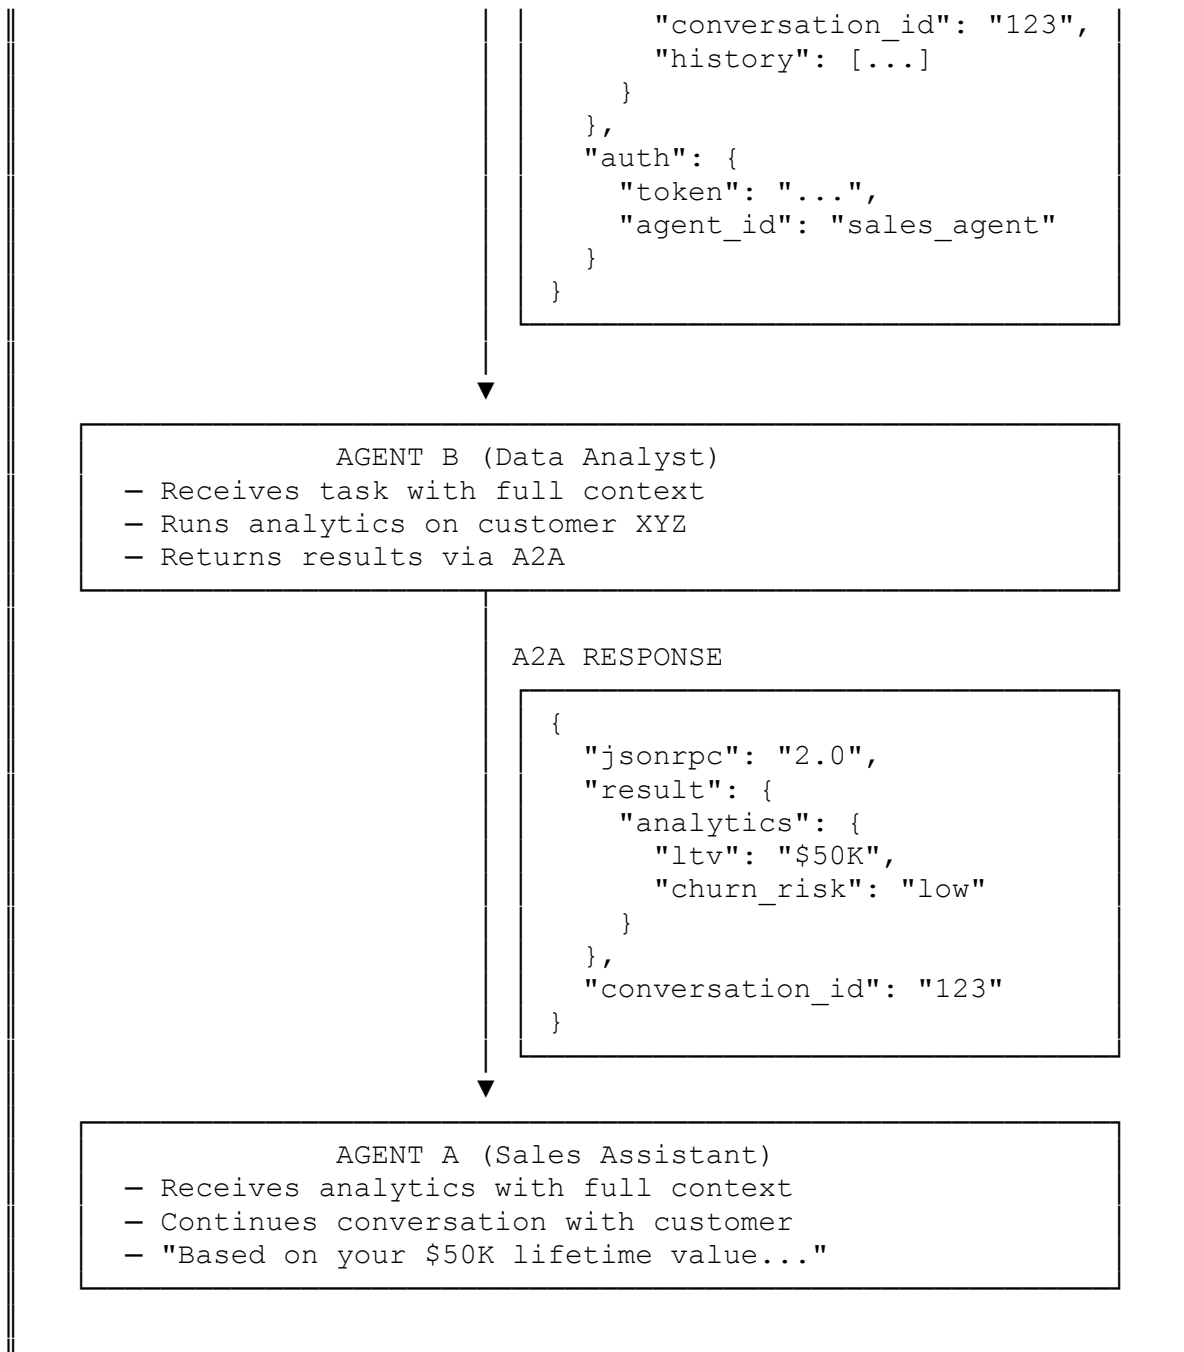 "conversation_id": "123",
"history": [...]
}
},
"auth": {
"token": "...",
"agent_id": "sales_agent"
}
}
AGENT B (Data Analyst)
─ Receives task with full context
─ Runs analytics on customer XYZ
─ Returns results via A2A
A2A RESPONSE
{
"jsonrpc": "2.0",
"result": {
"analytics": {
"ltv": "$50K",
"churn_risk": "low"
}
},
"conversation_id": "123"
}
AGENT A (Sales Assistant)
─ Receives analytics with full context
─ Continues conversation with customer
─ "Based on your $50K lifetime value..."